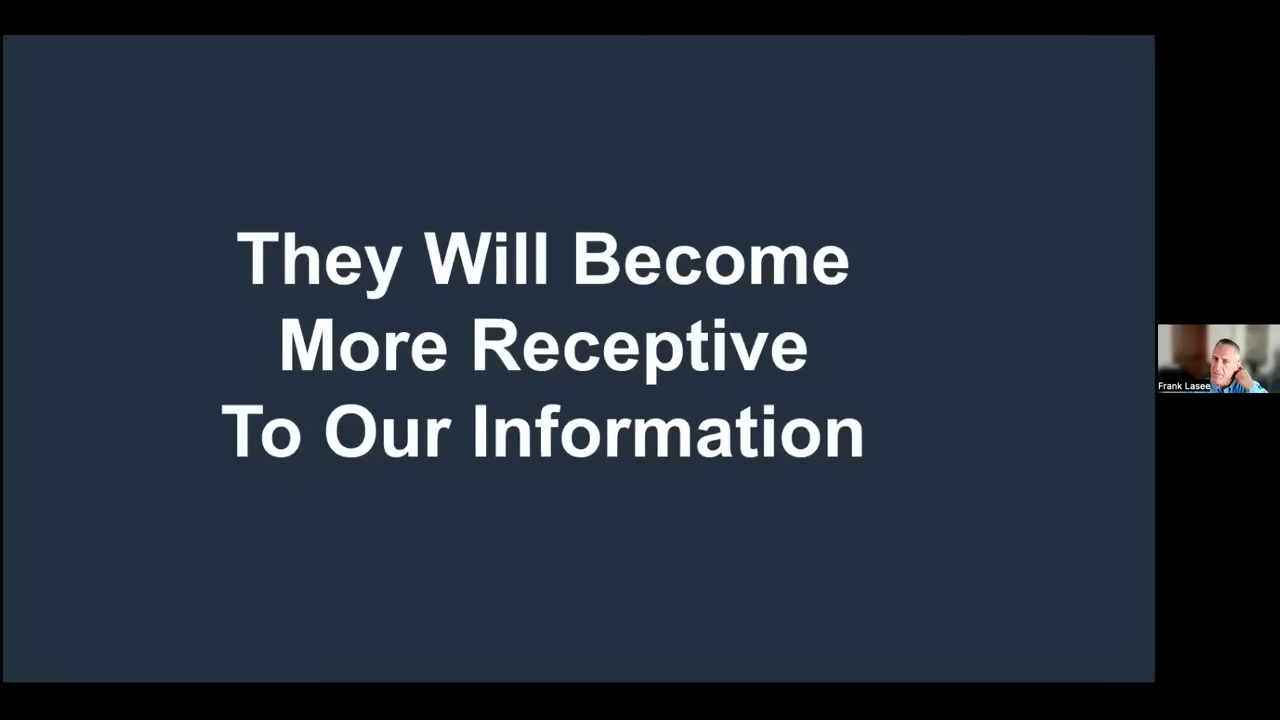 They Will Become
More Receptive
To Our Information
Frank Lasee